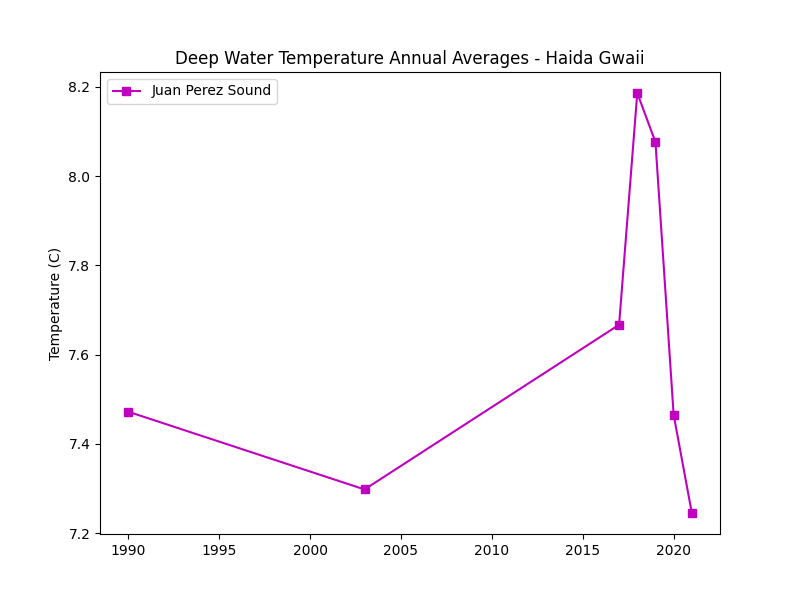 Deep Water Temperature Annual Averages - Haida Gwaii
Juan Perez Sound
Temperature (C)
8.2
8.0
7.8
7.6
7.4
7.2
1990 1995 2000 2005 2010 2015 2020